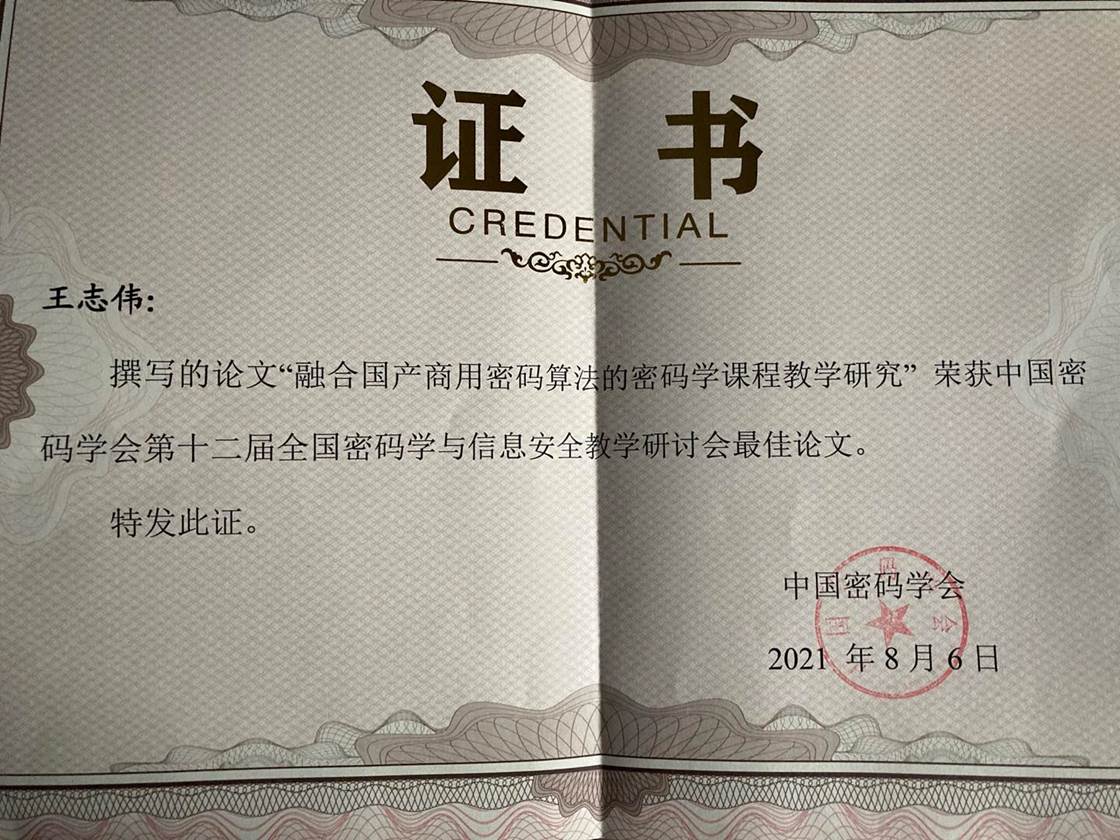 证 书
CREDENTIAL
王志伟:
撰写的论文“融合国产商用密码算法的密码学课程教学研究” 荣获中国密
码学会第十二届全国密码学与信息安全教学研讨会最佳论文。
特发此证。
中国密码学会
2021 年 8 月 6 日